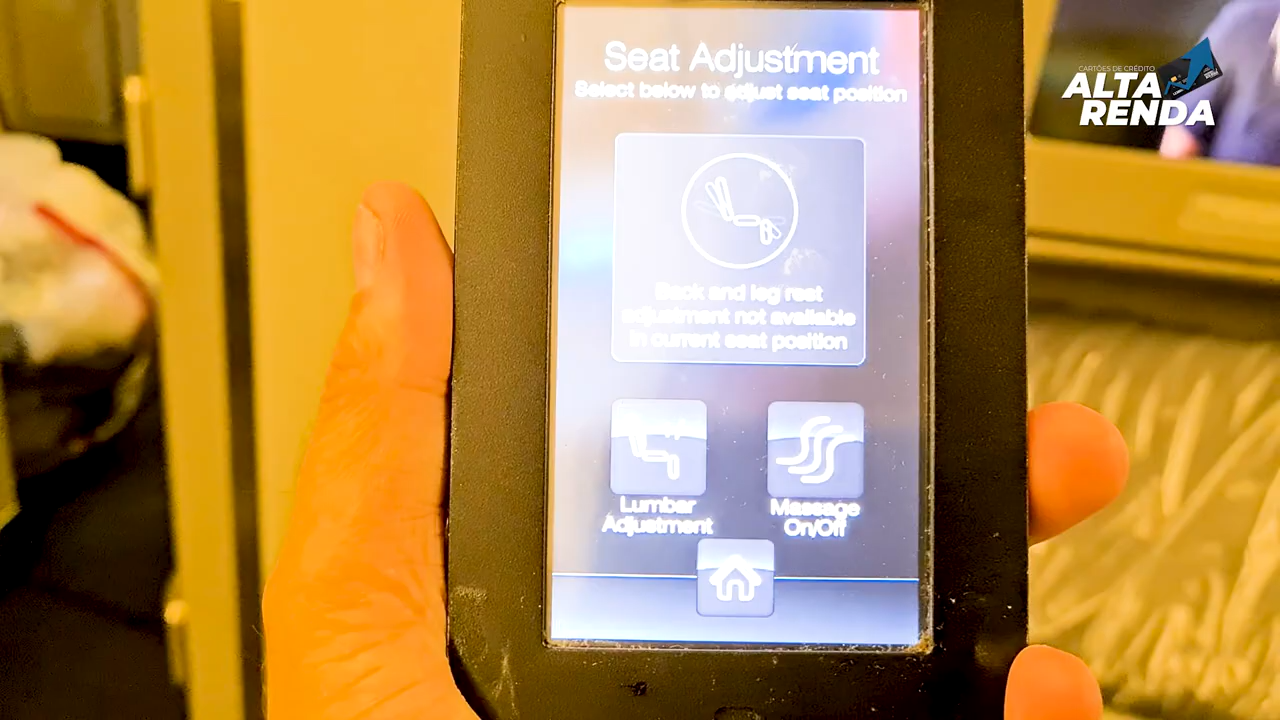 Seat Adjustment
Select below to adjust seat position
CARTÕES DE CRÉDITO
ALTA
RENDA
Back and leg rest
adjustment not available
in current seat position
Lumbar
Adjustment
Massage
On/Off